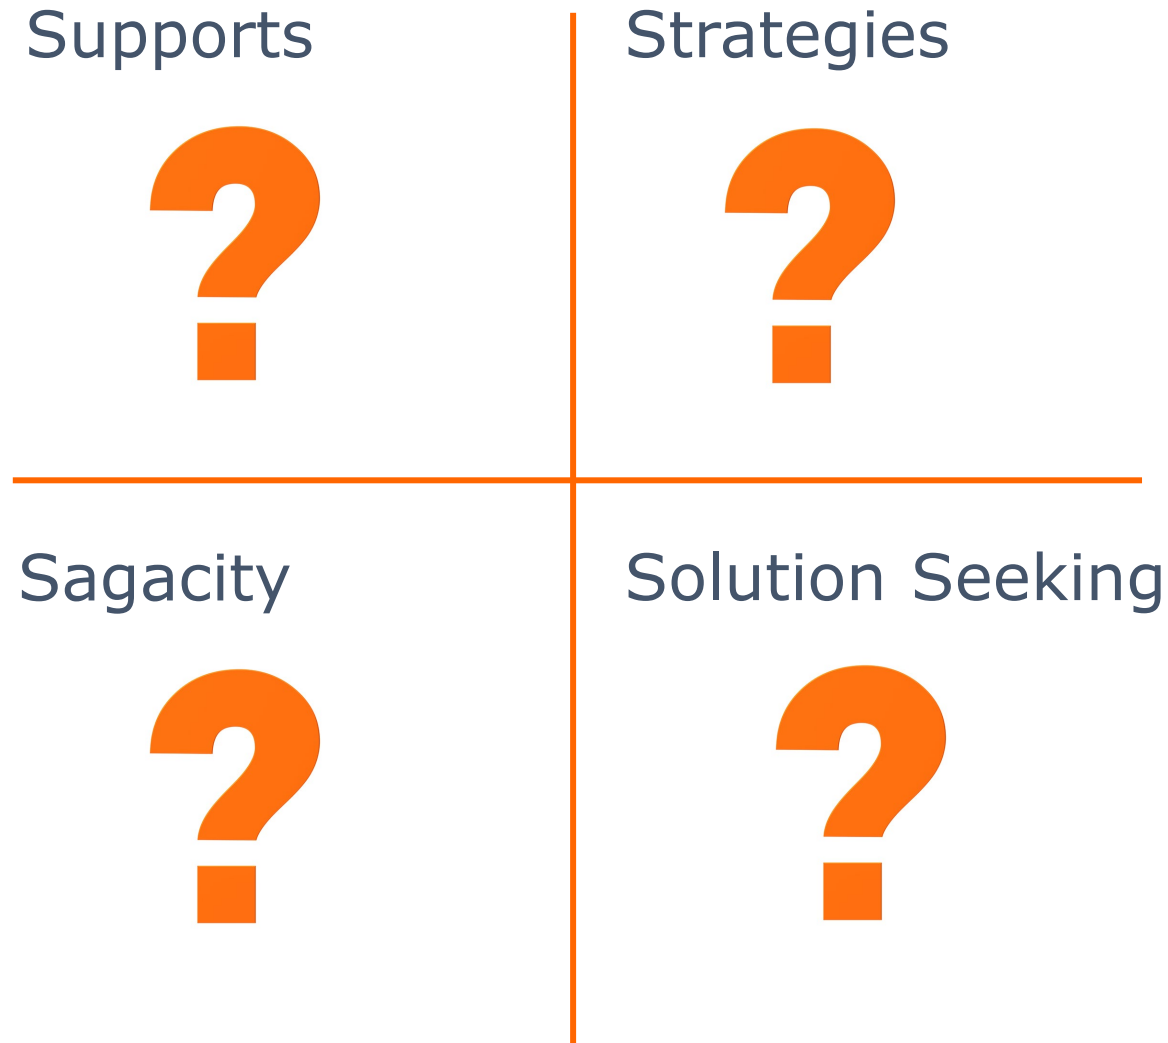 Supports
Strategies
?
?
Sagacity
Solution Seeking
?
?